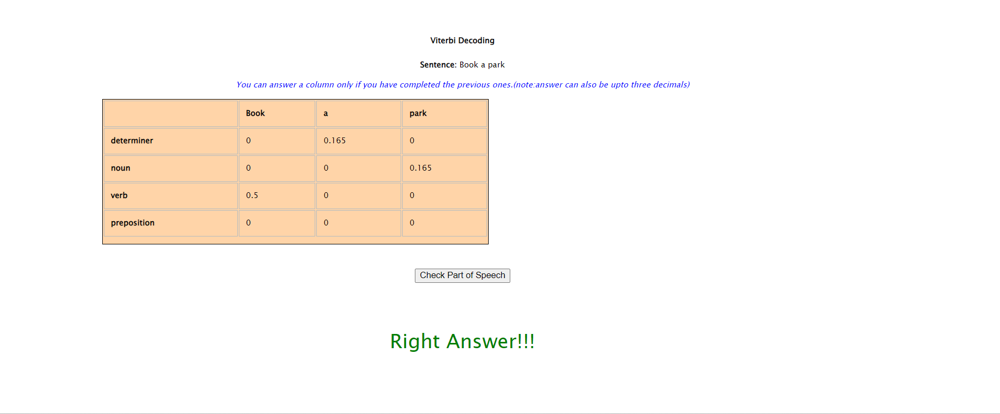 Viterbi Decoding
Sentence: Book a park
You can answer a column only if you have completed the previous ones.(note:answer can also be upto three decimals)
Book a park
determiner 0 0.165 0
noun 0 0 0.165
verb 0.5 0 0
preposition 0 0 0
Check Part of Speech
Right Answer!!!